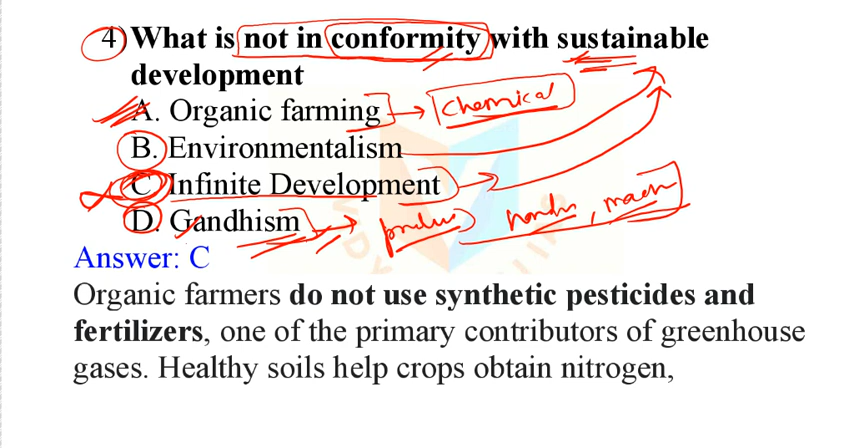 4) What is not in conformity with sustainable
development
A. Organic farming → Chemical
B. Environmentalism
C. Infinite Development
D. Gandhism →
Answer: C
Organic farmers do not use synthetic pesticides and
fertilizers, one of the primary contributors of greenhouse
gases. Healthy soils help crops obtain nitrogen,